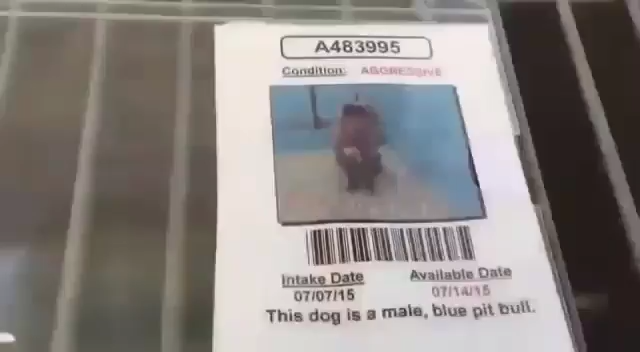 A483995
Condition: AGGRESSIVE
Intake Date Available Date
07/07/15 07/14/15
This dog is a male, blue pit bull.